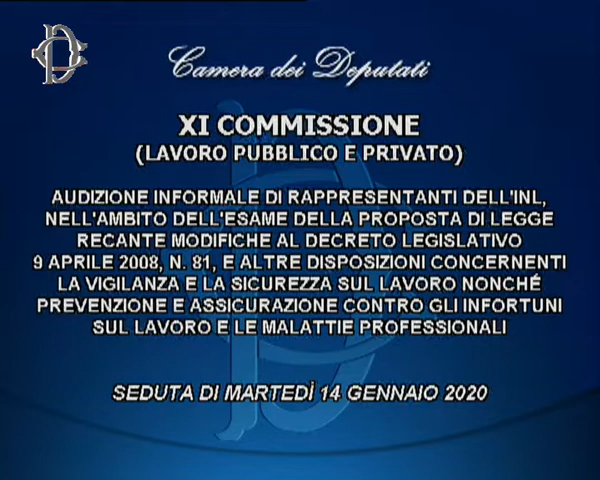 Camera dei Deputati
XI COMMISSIONE
(LAVORO PUBBLICO E PRIVATO)
AUDIZIONE INFORMALE DI RAPPRESENTANTI DELL'INL,
NELL'AMBITO DELL'ESAME DELLA PROPOSTA DI LEGGE
RECANTE MODIFICHE AL DECRETO LEGISLATIVO
9 APRILE 2008, N. 81, E ALTRE DISPOSIZIONI CONCERNENTI
LA VIGILANZA E LA SICUREZZA SUL LAVORO NONCHÉ
PREVENZIONE E ASSICURAZIONE CONTRO GLI INFORTUNI
SUL LAVORO E LE MALATTIE PROFESSIONALI
SEDUTA DI MARTEDÌ 14 GENNAIO 2020